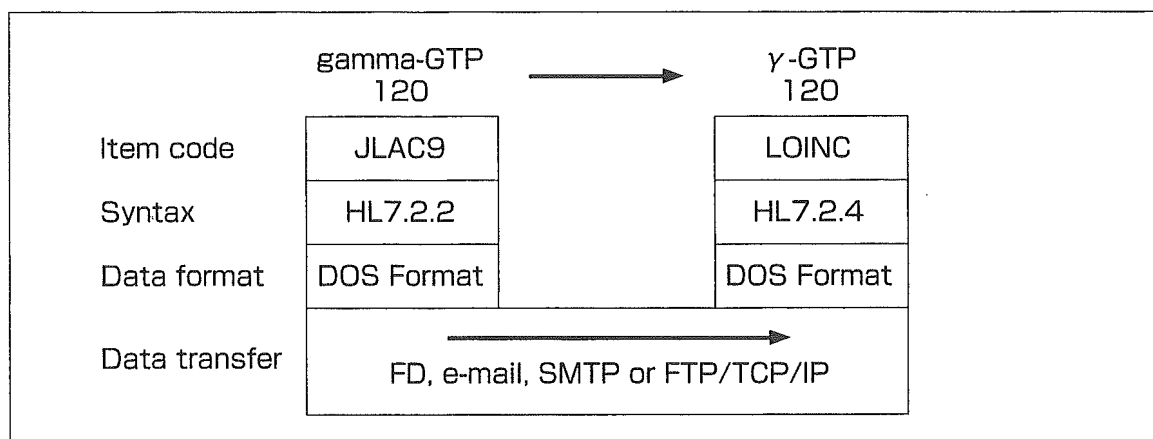 gamma-GTP γ-GTP
120 120
Item code JLAC9 LOINC
Syntax HL7.2.2 HL7.2.4
Data format DOS Format DOS Format
Data transfer
FD, e-mail, SMTP or FTP/TCP/IP